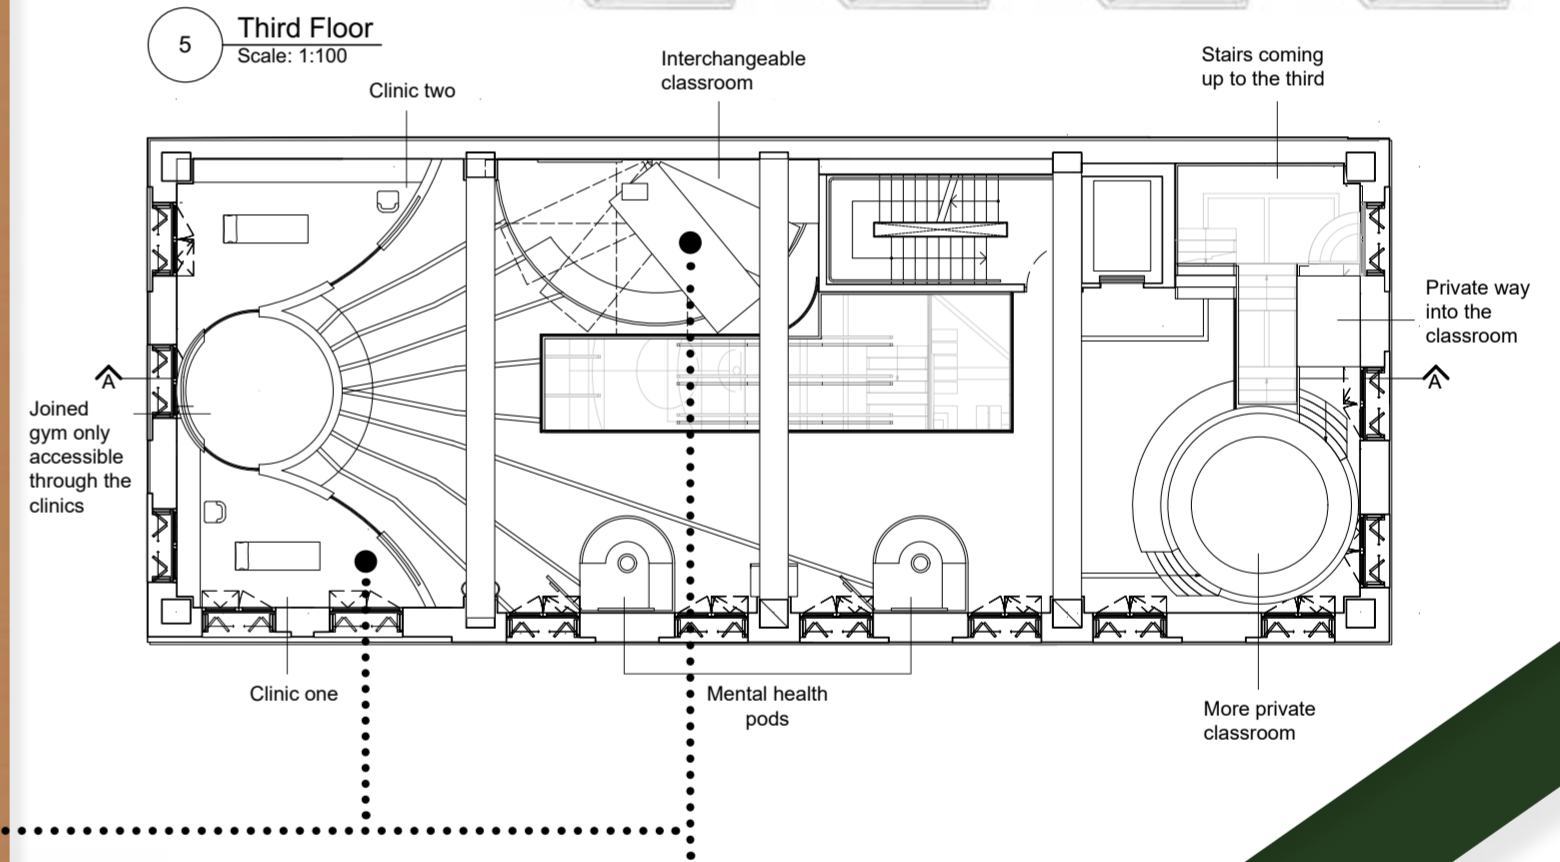 5
Third Floor
Scale: 1:100
Clinic two
Interchangeable
classroom
Stairs coming
up to the third
Private way
into the
classroom
A
A
Joined
gym only
accessible
through the
clinics
Clinic one
Mental health
pods
More private
classroom